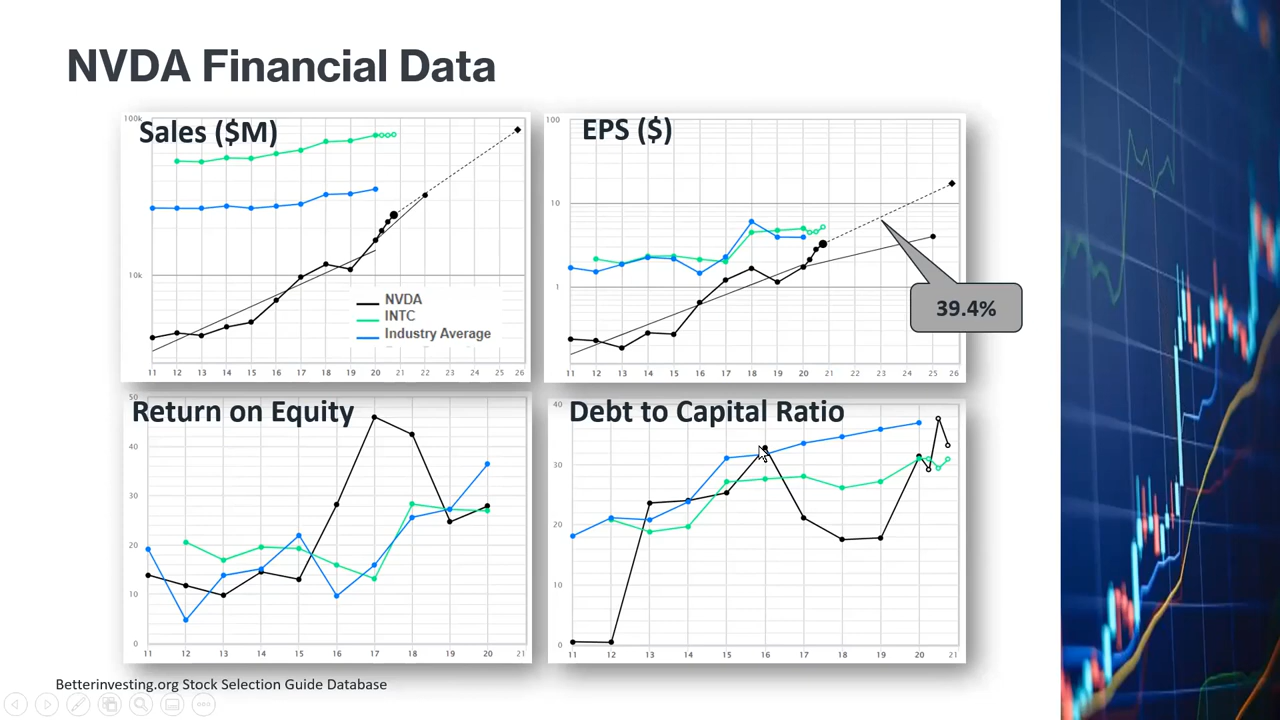 NVDA Financial Data
Sales ($M)
100k
10k
11 12 13 14 15 16 17 18 19 20 21 22 23 24 25 26
NVDA
INTC
Industry Average
EPS ($)
100
10
1
11 12 13 14 15 16 17 18 19 20 21 22 23 24 25 26
39.4%
Return on Equity
50
40
30
20
10
0
11 12 13 14 15 16 17 18 19 20 21
Debt to Capital Ratio
40
30
20
10
0
11 12 13 14 15 16 17 18 19 20 21
Betterinvesting.org Stock Selection Guide Database